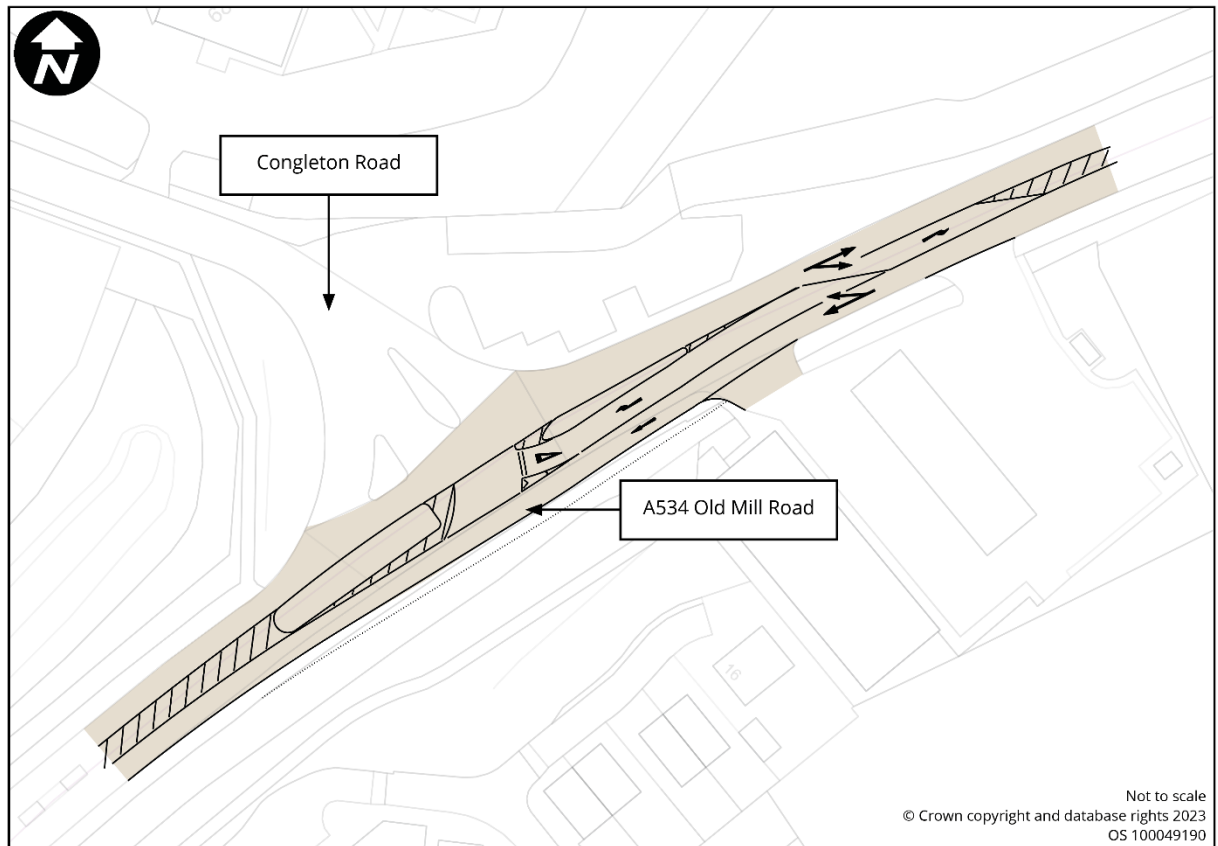 N
Congleton Road
A534 Old Mill Road
16
Not to scale
© Crown copyright and database rights 2023
OS 100049190